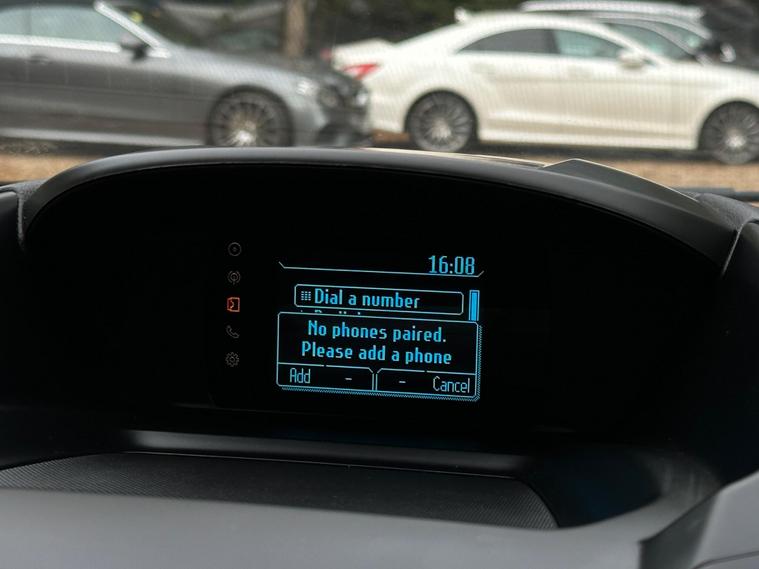 16:08
Dial a number
No phones paired.
Please add a phone
Add - - Cancel